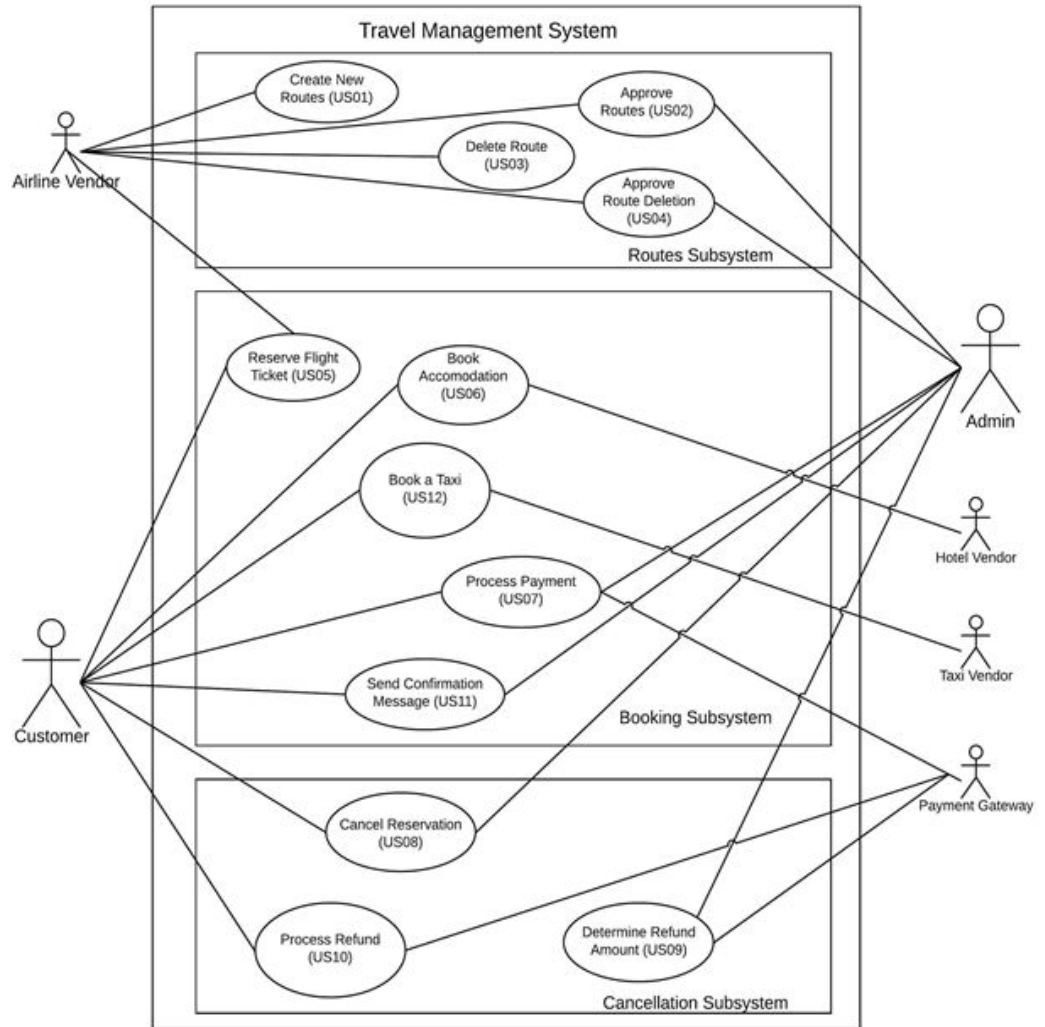 Travel Management System
Create New
Routes (US01)
Approve
Routes (US02)
Delete Route
(US03)
Approve
Route Deletion
(US04)
Routes Subsystem
Airline Vendor
Reserve Flight
Ticket (US05)
Book
Accomodation
(US06)
Admin
Book a Taxi
(US12)
Hotel Vendor
Process Payment
(US07)
Taxi Vendor
Send Confirmation
Message (US11)
Booking Subsystem
Customer
Payment Gateway
Cancel Reservation
(US08)
Process Refund
(US10)
Determine Refund
Amount (US09)
Cancellation Subsystem